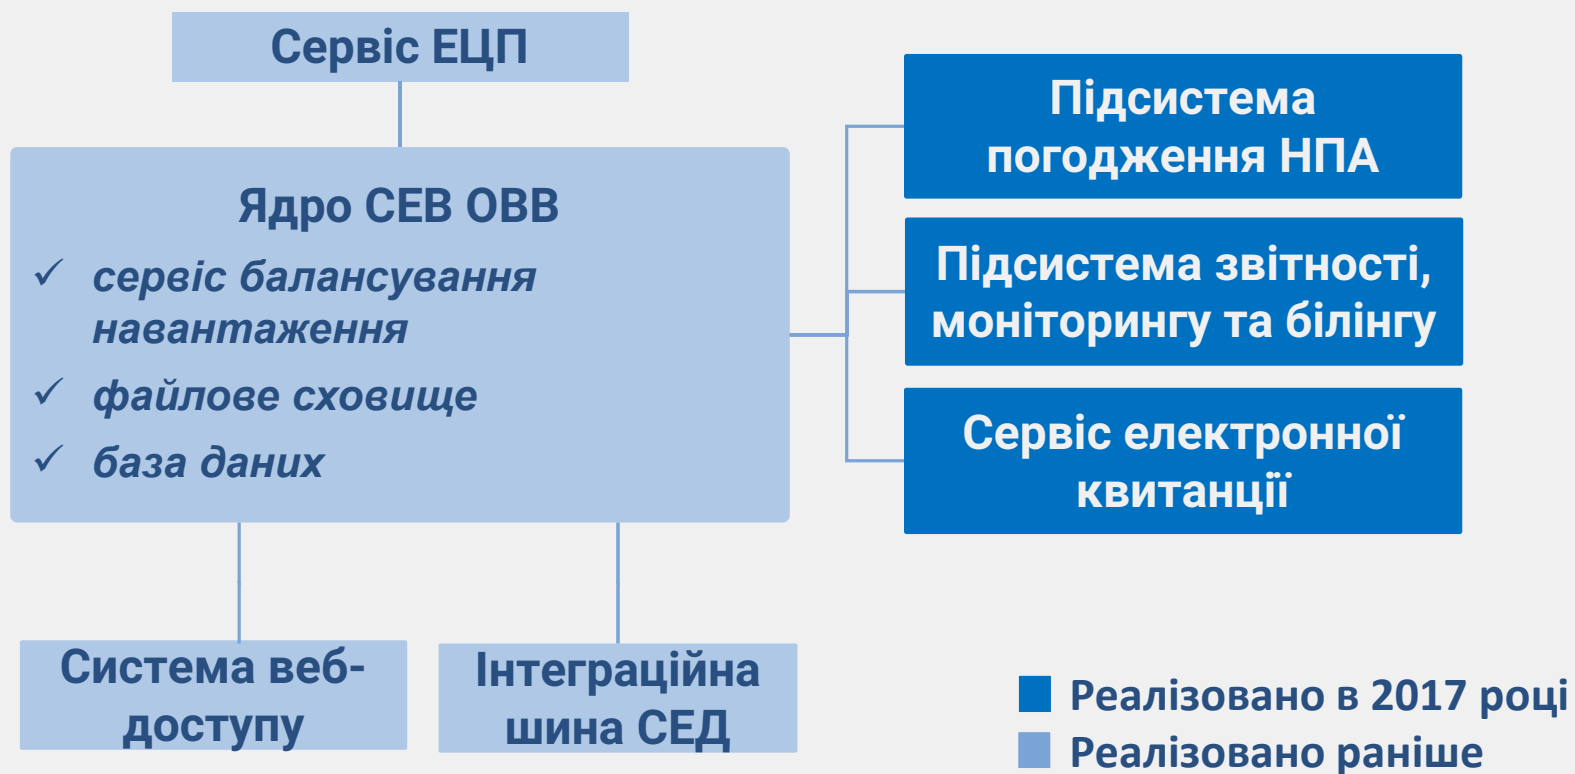 Сервіс ЕЦП
Ядро СЕВ ОВВ
✓ сервіс балансування
навантаження
✓ файлове сховище
✓ база даних
Система веб-
доступу
Інтеграційна
шина СЕД
Підсистема
погодження НПА
Підсистема звітності,
моніторингу та білінгу
Сервіс електронної
квитанції
Реалізовано в 2017 році
Реалізовано раніше